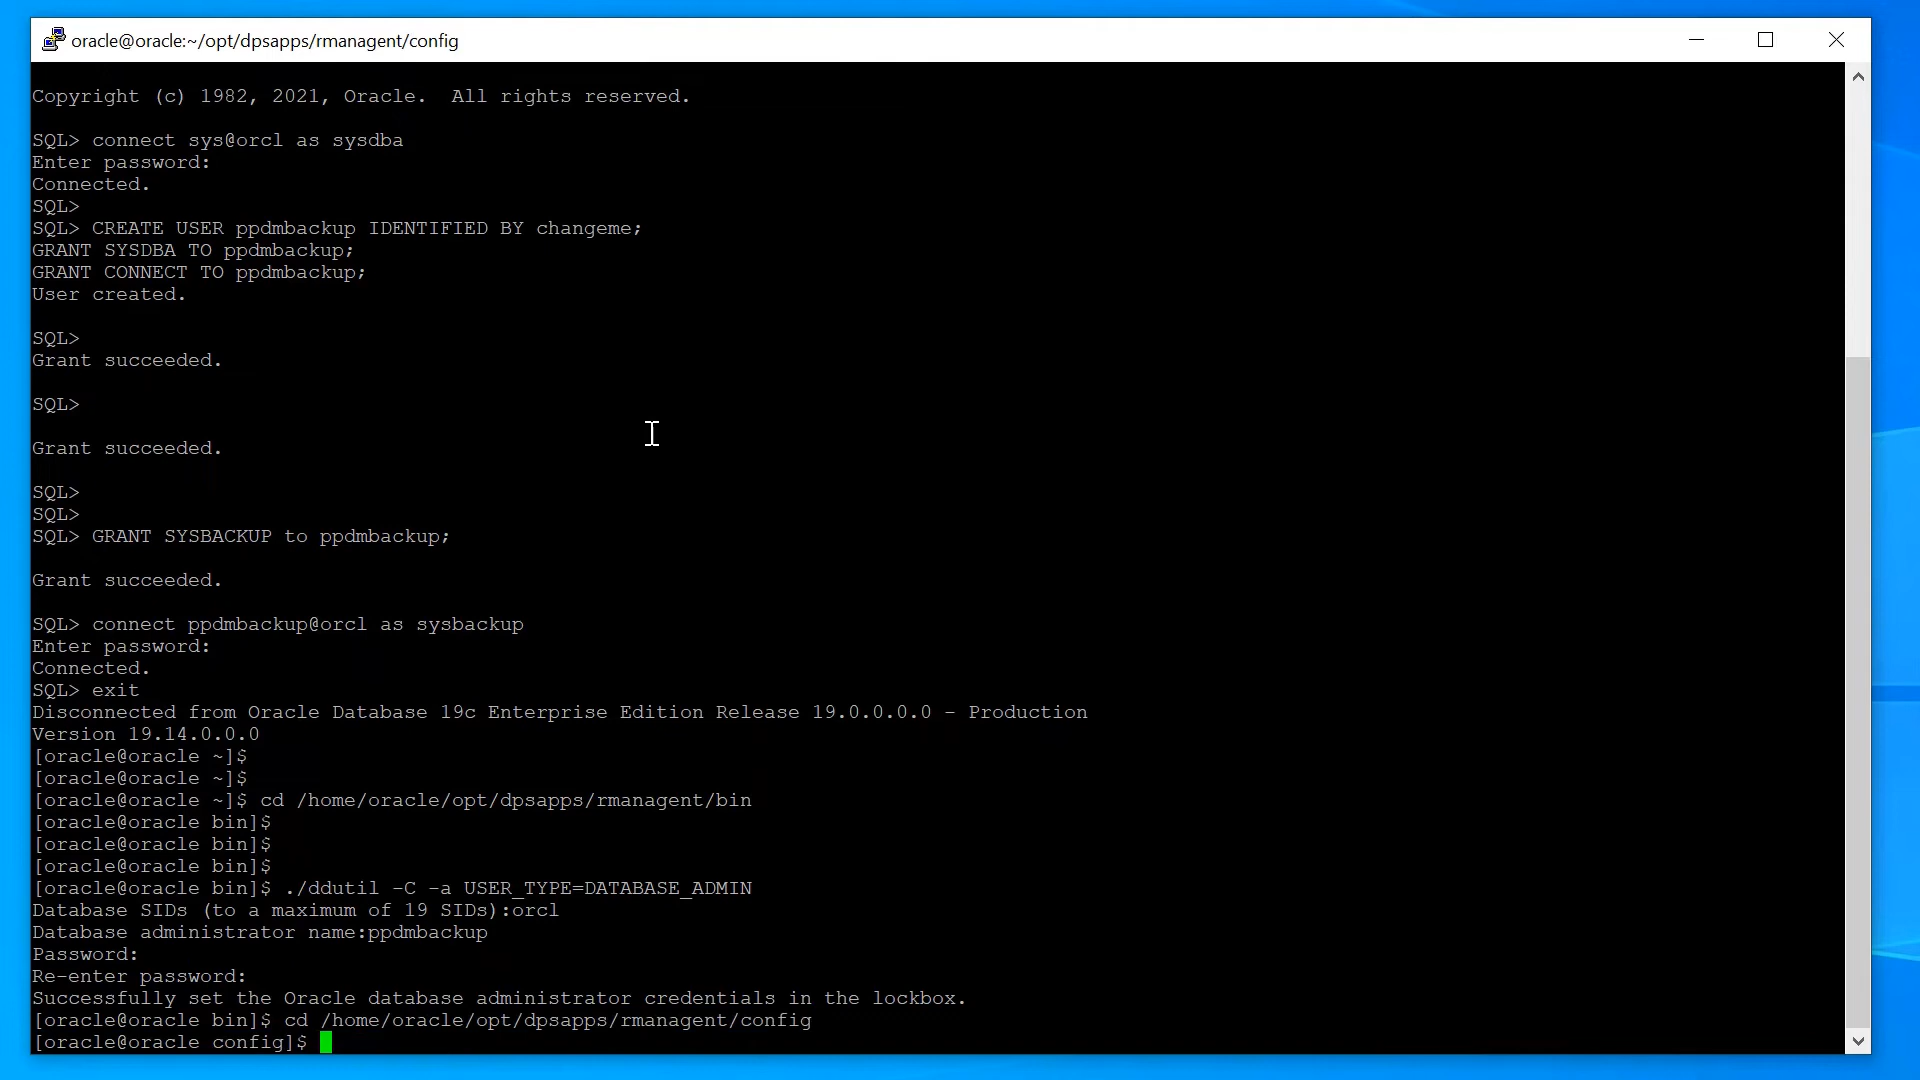 oracle@oracle:~/opt/dpsapps/rmanagent/config
Copyright (c) 1982, 2021, Oracle.  All rights reserved.
SQL> connect sys@orcl as sysdba
Enter password:
Connected.
SQL>
SQL> CREATE USER ppdmbackup IDENTIFIED BY changeme;
GRANT SYSDBA TO ppdmbackup;
GRANT CONNECT TO ppdmbackup;
User created.
SQL>
Grant succeeded.
SQL>
Grant succeeded.
SQL>
SQL>
SQL> GRANT SYSBACKUP to ppdmbackup;
Grant succeeded.
SQL> connect ppdmbackup@orcl as sysbackup
Enter password:
Connected.
SQL> exit
Disconnected from Oracle Database 19c Enterprise Edition Release 19.0.0.0.0 - Production
Version 19.14.0.0.0
[oracle@oracle ~]$
[oracle@oracle ~]$
[oracle@oracle ~]$ cd /home/oracle/opt/dpsapps/rmanagent/bin
[oracle@oracle bin]$
[oracle@oracle bin]$
[oracle@oracle bin]$
[oracle@oracle bin]$ ./ddutil -C -a USER_TYPE=DATABASE_ADMIN
Database SIDs (to a maximum of 19 SIDs):orcl
Database administrator name:ppdmbackup
Password:
Re-enter password:
Successfully set the Oracle database administrator credentials in the lockbox.
[oracle@oracle bin]$ cd /home/oracle/opt/dpsapps/rmanagent/config
[oracle@oracle config]$